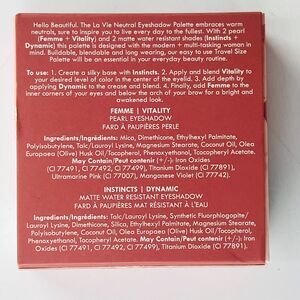 Hello Beautiful. The La Vie Neutral Eyeshadow Palette embraces warm
neutrals, sure to inspire you to live every day to the fullest. With 2 pearl
(Femme + Vitality) and 2 matte water resistant shades (Instincts +
Dynamic) this palette is designed with the modern + multi-tasking woman in
mind. Buildable, blendable and long wearing, our easy to use Travel Size
Palette will be an essential in your everyday beauty routine.
To use: 1. Create a silky base with Instincts. 2. Apply and blend Vitality to
your desired level of color in the center of the eyelid. 3. Add depth by
applying Dynamic to the crease and blend. 4. Finally, add Femme to the
inner corners of your eyes and below the arch of your brow for a bright and
awakened look.
FEMME | VITALITY
PEARL EYESHADOW
FARD À PAUPIÈRES PERLE
Ingredients/Ingrédients: Mica, Dimethicone, Ethylhexyl Palmitate,
Polyisobutylene, Talc/Lauroyl Lysine, Magnesium Stearate, Coconut Oil, Olea
Europaea (Olive) Husk Oil/Tocopherol, Phenoxyethanol, Tocopheryl Acetate.
May Contain/Peut contenir (+/-): Iron Oxides
(CI 77491, CI 77492, CI 77499), Titanium Dioxide (CI 77891),
Ultramarine Pink (77007), Manganese Violet (CI 77742).
INSTINCTS | DYNAMIC
MATTE WATER RESISTANT EYESHADOW
FARD À PAUPIÈRES MAT RÉSISTANT À L'EAU
Ingredients/Ingrédients: Talc/Lauroyl Lysine, Synthetic Fluorphlogopite/
Lauroyl Lysine, Dimethicone, Silica, Ethylhexyl Palmitate, Magnesium Stearate,
Polyisobutylene, Coconut Oil, Olea Europaea (Olive) Husk Oil/Tocopherol,
Phenoxyethanol, Tocopheryl Acetate. May Contain/Peut contenir (+/-): Iron
Oxides (CI 77491, CI 77492, CI 77499), Titanium Dioxide (CI 77891).